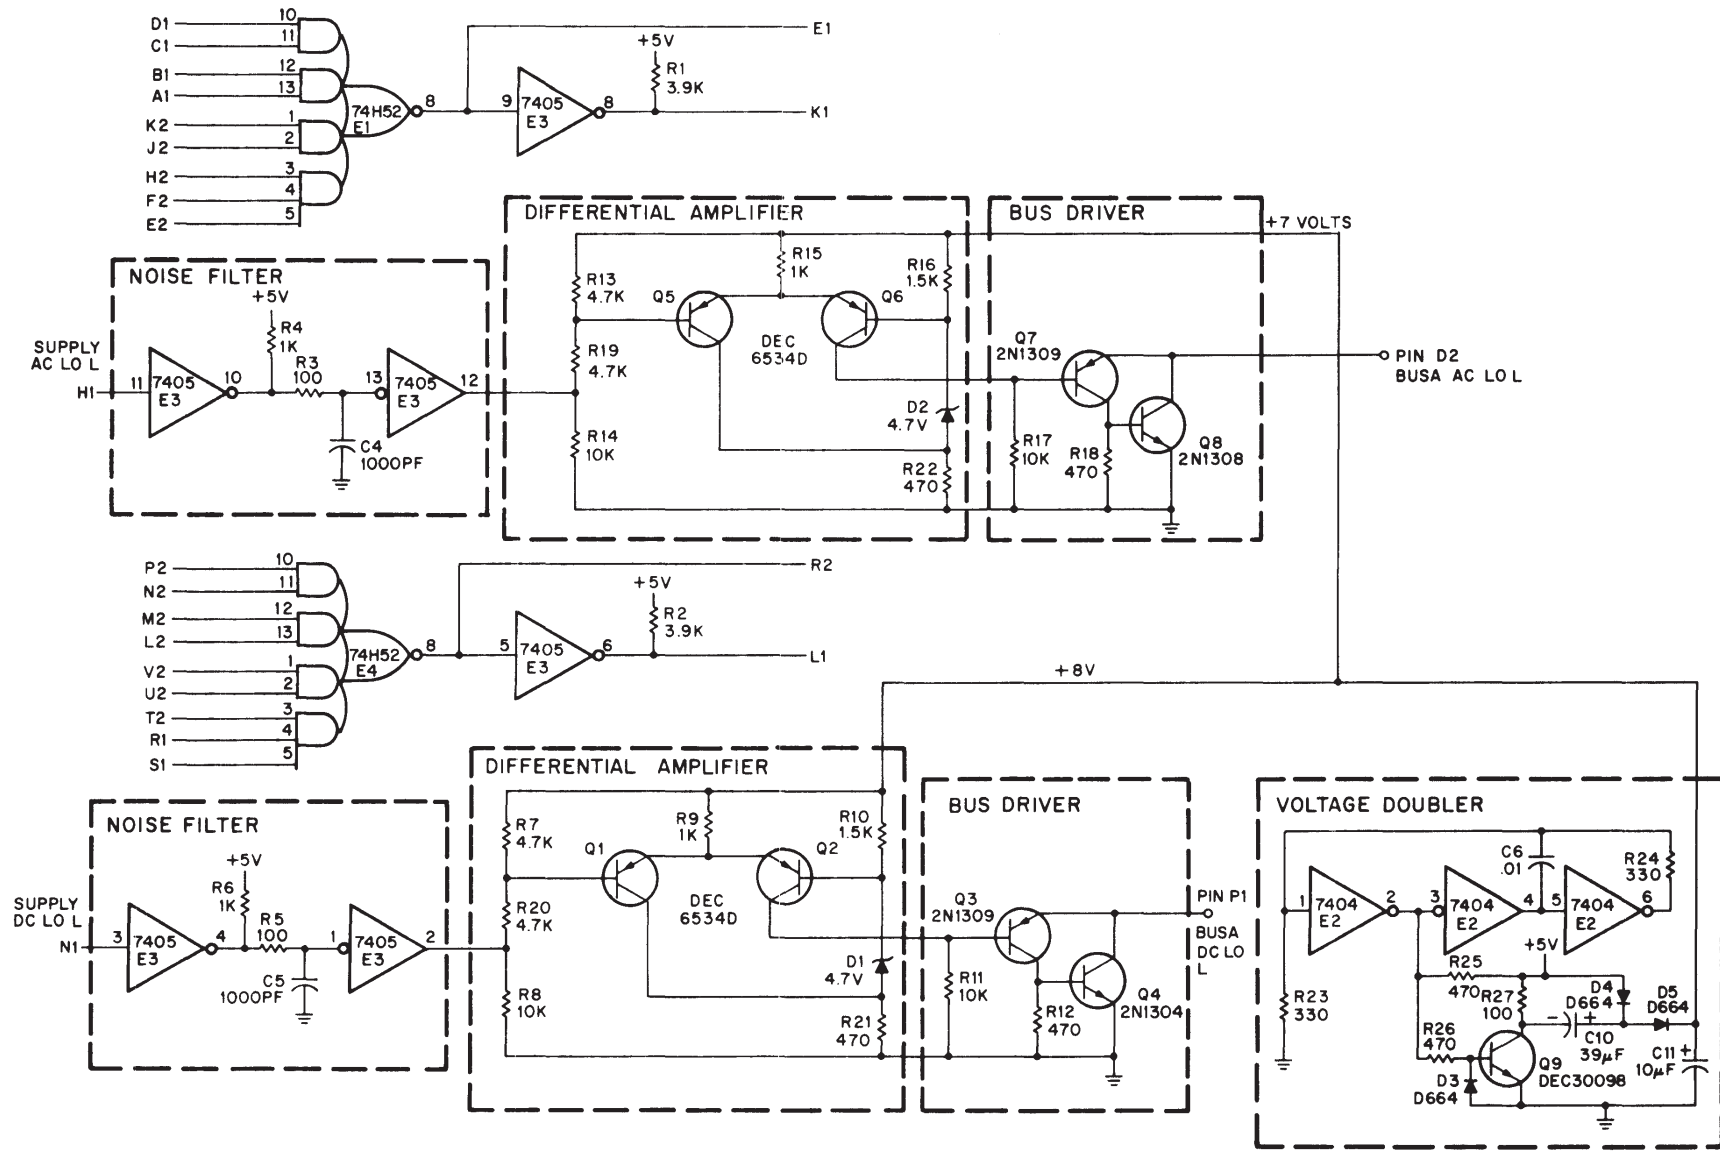 D1 10
C1 11
B1 12
A1 13
K2 1
J2 2
H2 3
F2 4
E2 5
74H52
E1
8
9
7405
E3
8
+5V
R1
3.9K
E1
K1
NOISE FILTER
+5V
R4
1K
R3
100
SUPPLY
AC LO L
H1
11
7405
E3
10
13
7405
E3
12
C4
1000PF
DIFFERENTIAL AMPLIFIER
R13
4.7K
R19
4.7K
R14
10K
R15
1K
Q5
Q6
DEC
6534D
R16
1.5K
D2
4.7V
R22
470
BUS DRIVER
+7 VOLTS
Q7
2N1309
R17
10K
R18
470
Q8
2N1308
PIN D2
BUSA AC LO L
P2 10
N2 11
M2 12
L2 13
V2 1
U2 2
T2 3
R1 4
S1 5
74H52
E4
8
5
7405
E3
6
+5V
R2
3.9K
R2
L1
+8V
NOISE FILTER
+5V
R6
1K
R5
100
SUPPLY
DC LO L
N1
3
7405
E3
4
1
7405
E3
2
C5
1000PF
DIFFERENTIAL AMPLIFIER
R7
4.7K
R20
4.7K
R8
10K
R9
1K
Q1
Q2
DEC
6534D
R10
1.5K
D1
4.7V
R21
470
BUS DRIVER
Q3
2N1309
R11
10K
R12
470
Q4
2N1304
PIN P1
BUSA
DC LO
L
VOLTAGE DOUBLER
1
7404
E2
2
3
7404
E2
4
5
7404
E2
6
C6
.01
R24
330
R23
330
+5V
R25
470
R27
100
R26
470
D3
D664
Q9
DEC3009B
D4
D664
D5
D664
− +
C10
39µF
C11 +
10µF